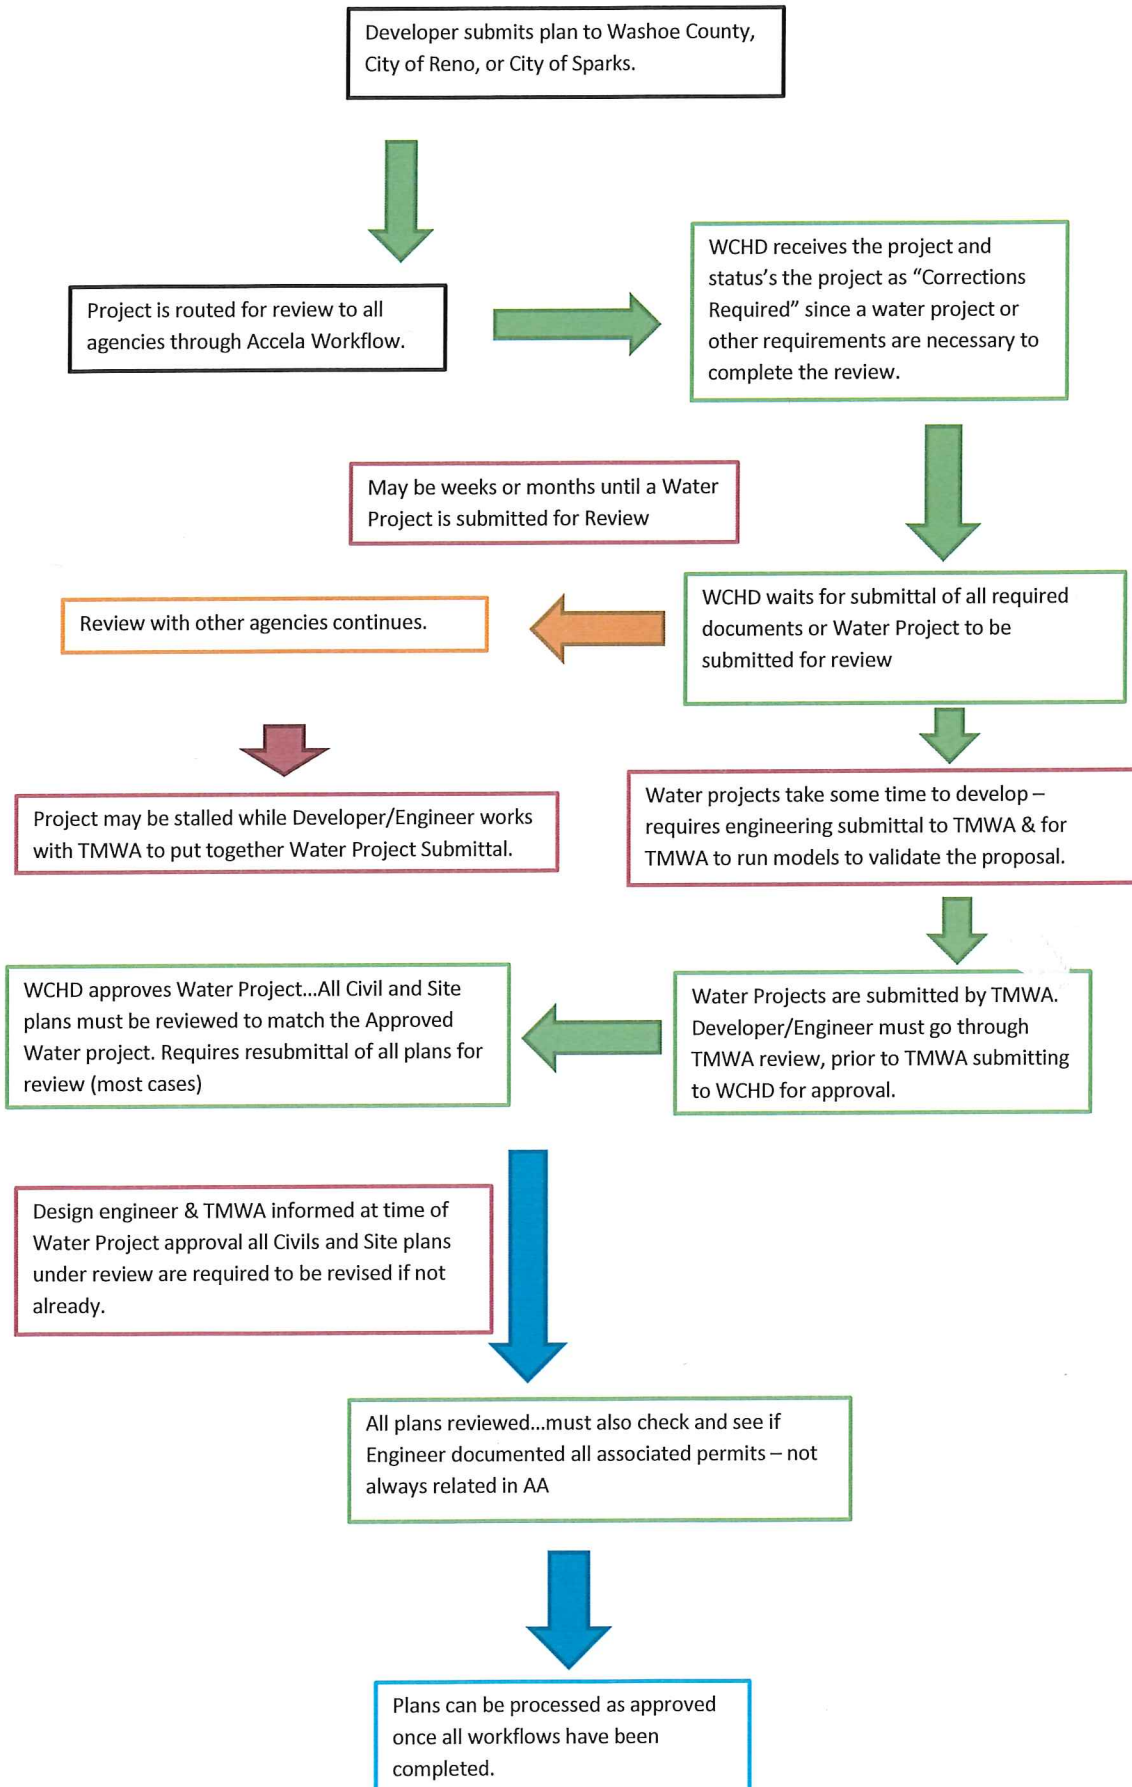 Developer submits plan to Washoe County,
City of Reno, or City of Sparks.
Project is routed for review to all
agencies through Accela Workflow.
WCHD receives the project and
status’s the project as “Corrections
Required” since a water project or
other requirements are necessary to
complete the review.
May be weeks or months until a Water
Project is submitted for Review
WCHD waits for submittal of all required
documents or Water Project to be
submitted for review
Review with other agencies continues.
Project may be stalled while Developer/Engineer works
with TMWA to put together Water Project Submittal.
Water projects take some time to develop –
requires engineering submittal to TMWA & for
TMWA to run models to validate the proposal.
Water Projects are submitted by TMWA.
Developer/Engineer must go through
TMWA review, prior to TMWA submitting
to WCHD for approval.
WCHD approves Water Project...All Civil and Site
plans must be reviewed to match the Approved
Water project. Requires resubmittal of all plans for
review (most cases)
Design engineer & TMWA informed at time of
Water Project approval all Civils and Site plans
under review are required to be revised if not
already.
All plans reviewed...must also check and see if
Engineer documented all associated permits – not
always related in AA
Plans can be processed as approved
once all workflows have been
completed.